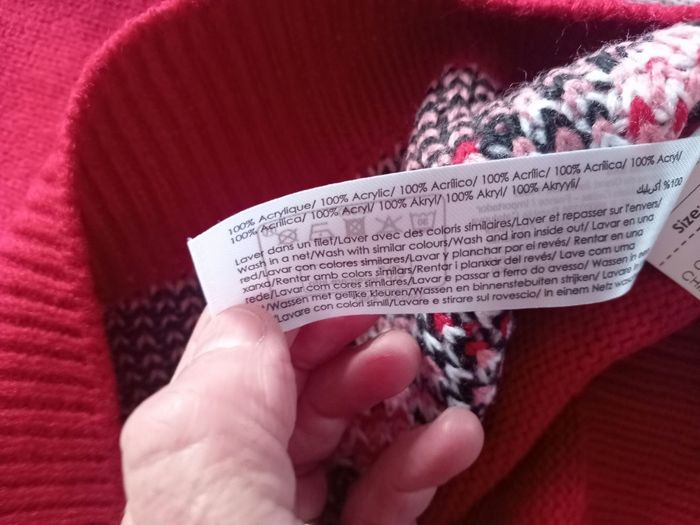 100% Acrylique/ 100% Acrylic/ 100% Acrílico/ 100% Acrílic/ 100% Acrílica/ 100% Acryl/
100% Acrilica/ 100% Acryl/ 100% Akryl/ 100% Akryl/ 100% Akryyli/
%100 أكريليك
Laver dans un filet/Laver avec des coloris similaires/Laver et repasser sur l'envers/
Wash in a net/Wash with similar colours/Wash and iron inside out/ Lavar en una
red/Lavar con colores similares/Lavar y planchar por el revés/ Rentar en una
xarxa/Rentar amb colors similars/Rentar i planxar del revés/ Lave com uma
rede/Lavar com cores similares/Lavar e passar a ferro do avesso/ Wassen in
/Wassen met gelijke kleuren/Wassen en binnenstebuiten strijken/ Lavare in
/Lavare con colori simili/Lavare e stirare sul rovescio/ In einem Netz
Size